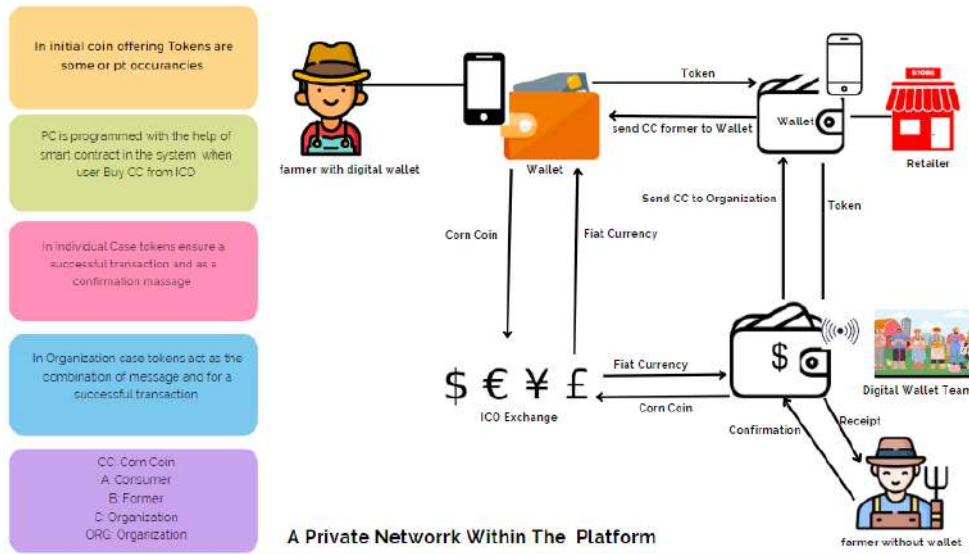 In initial coin offering Tokens are
some or pt occurancies
PC is programmed with the help of
smart contract in the system when
user Buy CC from ICO
In Individual Case tokens ensure a
successful transaction and as a
confirmation massage
In Organization case tokens act as the
combination of message and for a
successful transaction
CC: Corn Coin
A: Consumer
B: Former
C: Organization
ORG: Organization
farmer with digital wallet
Wallet
Token
send CC former to Wallet
Wallet
STORE
Retailer
Corn Coin
Fiat Currency
Send CC to Organization
Token
$ € ¥ £
ICO Exchange
Fiat Currency
Corn Coin
$
Digital Wallet Team
Confirmation
Receipt
farmer without wallet
A Private Networrk Within The Platform